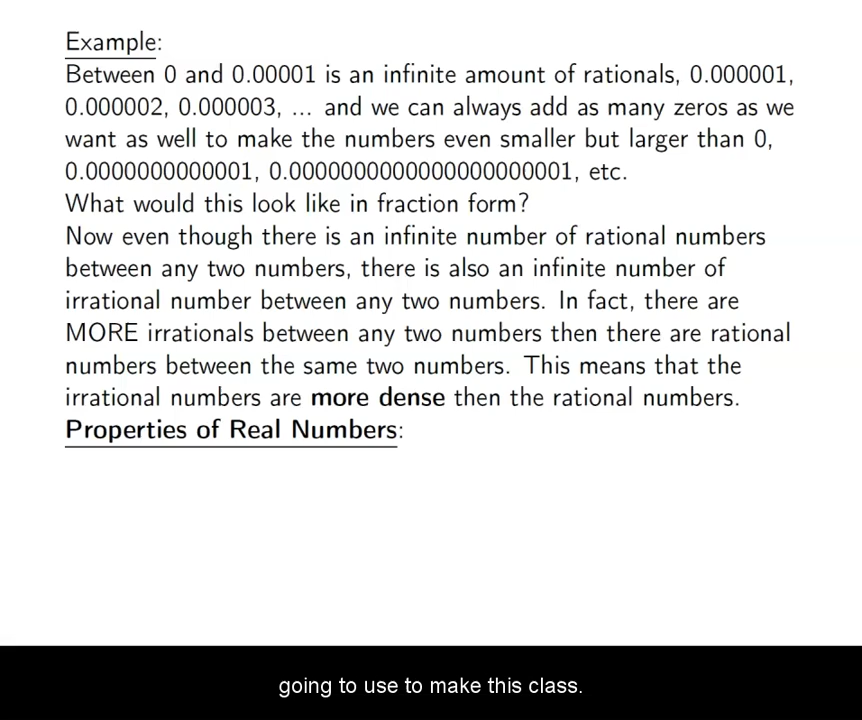 Example:
Between 0 and 0.00001 is an infinite amount of rationals, 0.000001,
0.000002, 0.000003, ... and we can always add as many zeros as we
want as well to make the numbers even smaller but larger than 0,
0.0000000000001, 0.0000000000000000000001, etc.
What would this look like in fraction form?
Now even though there is an infinite number of rational numbers
between any two numbers, there is also an infinite number of
irrational number between any two numbers. In fact, there are
MORE irrationals between any two numbers then there are rational
numbers between the same two numbers. This means that the
irrational numbers are more dense then the rational numbers.
Properties of Real Numbers:
going to use to make this class.